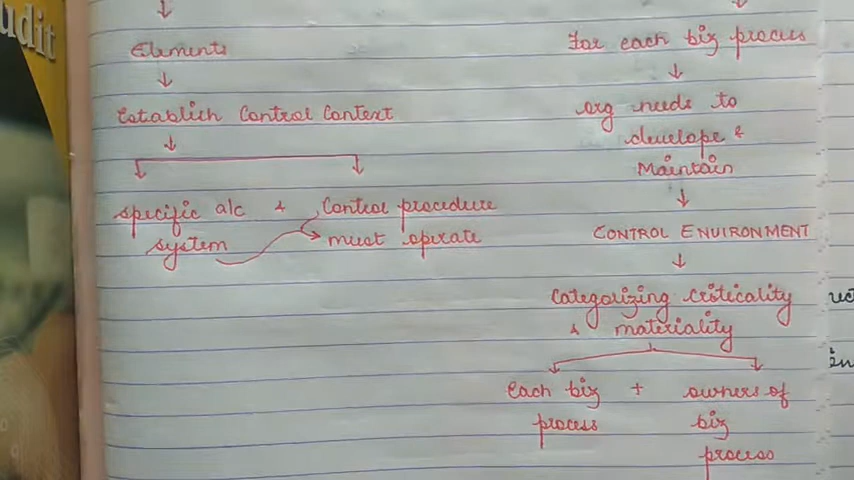 udit
Elements
Establish Control Context
specific a/c & Control procedure
system must operate
For each biz process
org needs to
develope &
Maintain
CONTROL ENVIRONMENT
Categorizing criticality
& materiality
Each biz + owners of
process biz
process